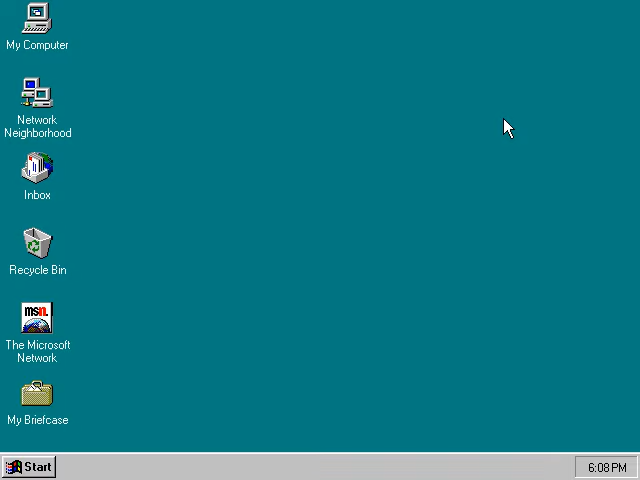 My Computer
Network
Neighborhood
Inbox
Recycle Bin
msn.
The Microsoft
Network
My Briefcase
Start
6:08 PM